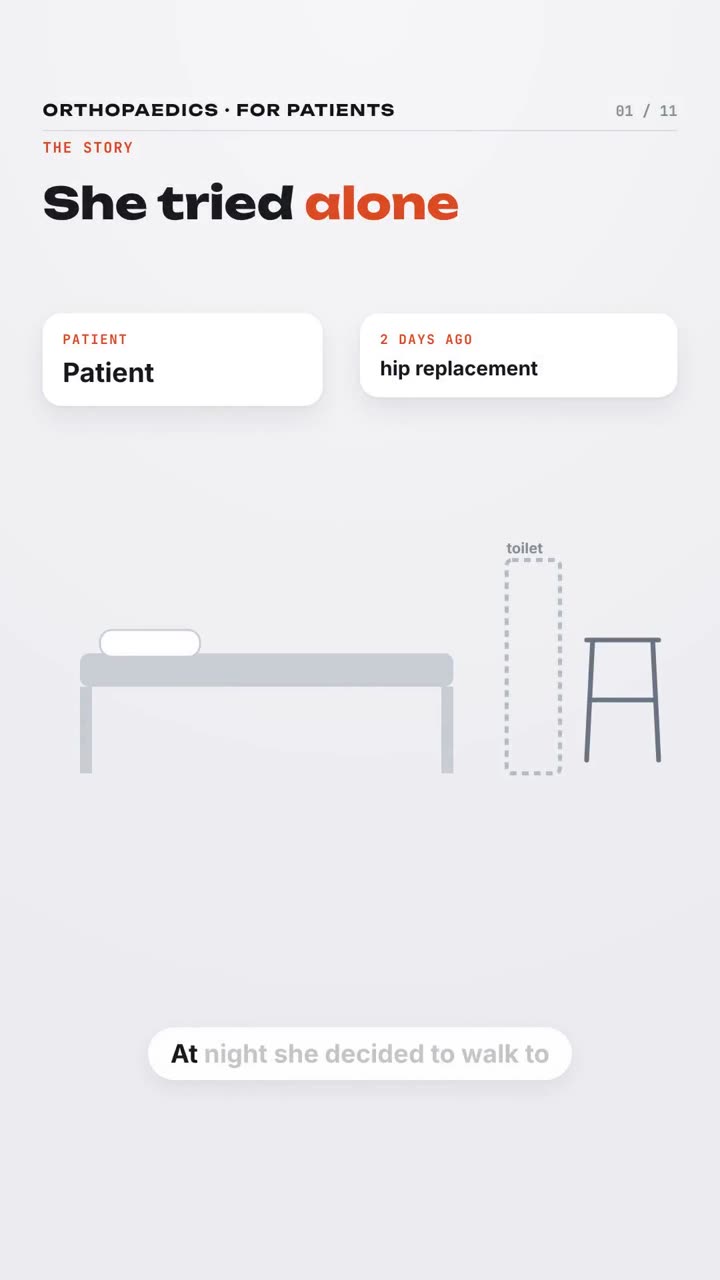 ORTHOPAEDICS · FOR PATIENTS
01 / 11
THE STORY
She tried alone
PATIENT
Patient
2 DAYS AGO
hip replacement
toilet
At night she decided to walk to